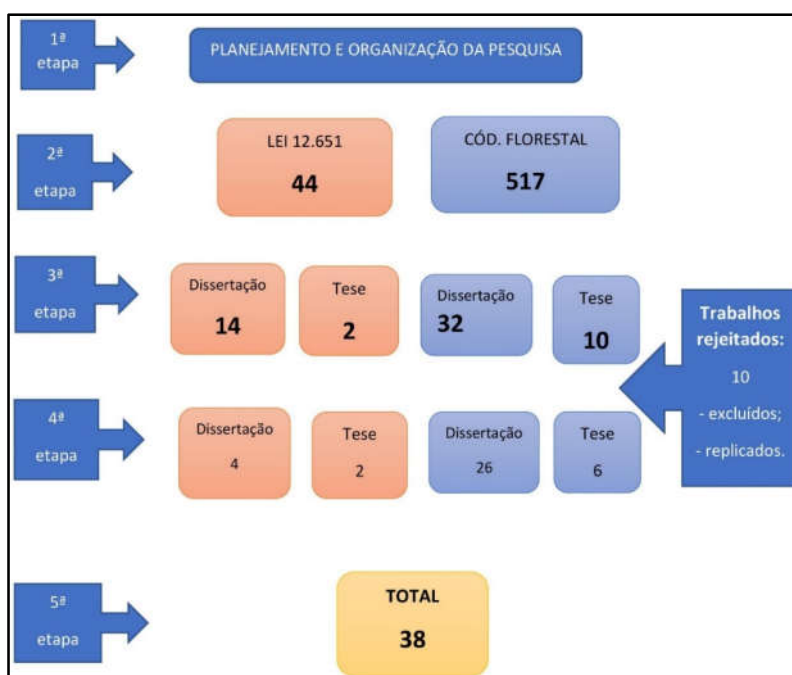 1ª
etapa
PLANEJAMENTO E ORGANIZAÇÃO DA PESQUISA
2ª
etapa
LEI 12.651
44
CÓD. FLORESTAL
517
3ª
etapa
Dissertação
14
Tese
2
Dissertação
32
Tese
10
Trabalhos
rejeitados:
10
- excluídos;
- replicados.
4ª
etapa
Dissertação
4
Tese
2
Dissertação
26
Tese
6
5ª
etapa
TOTAL
38